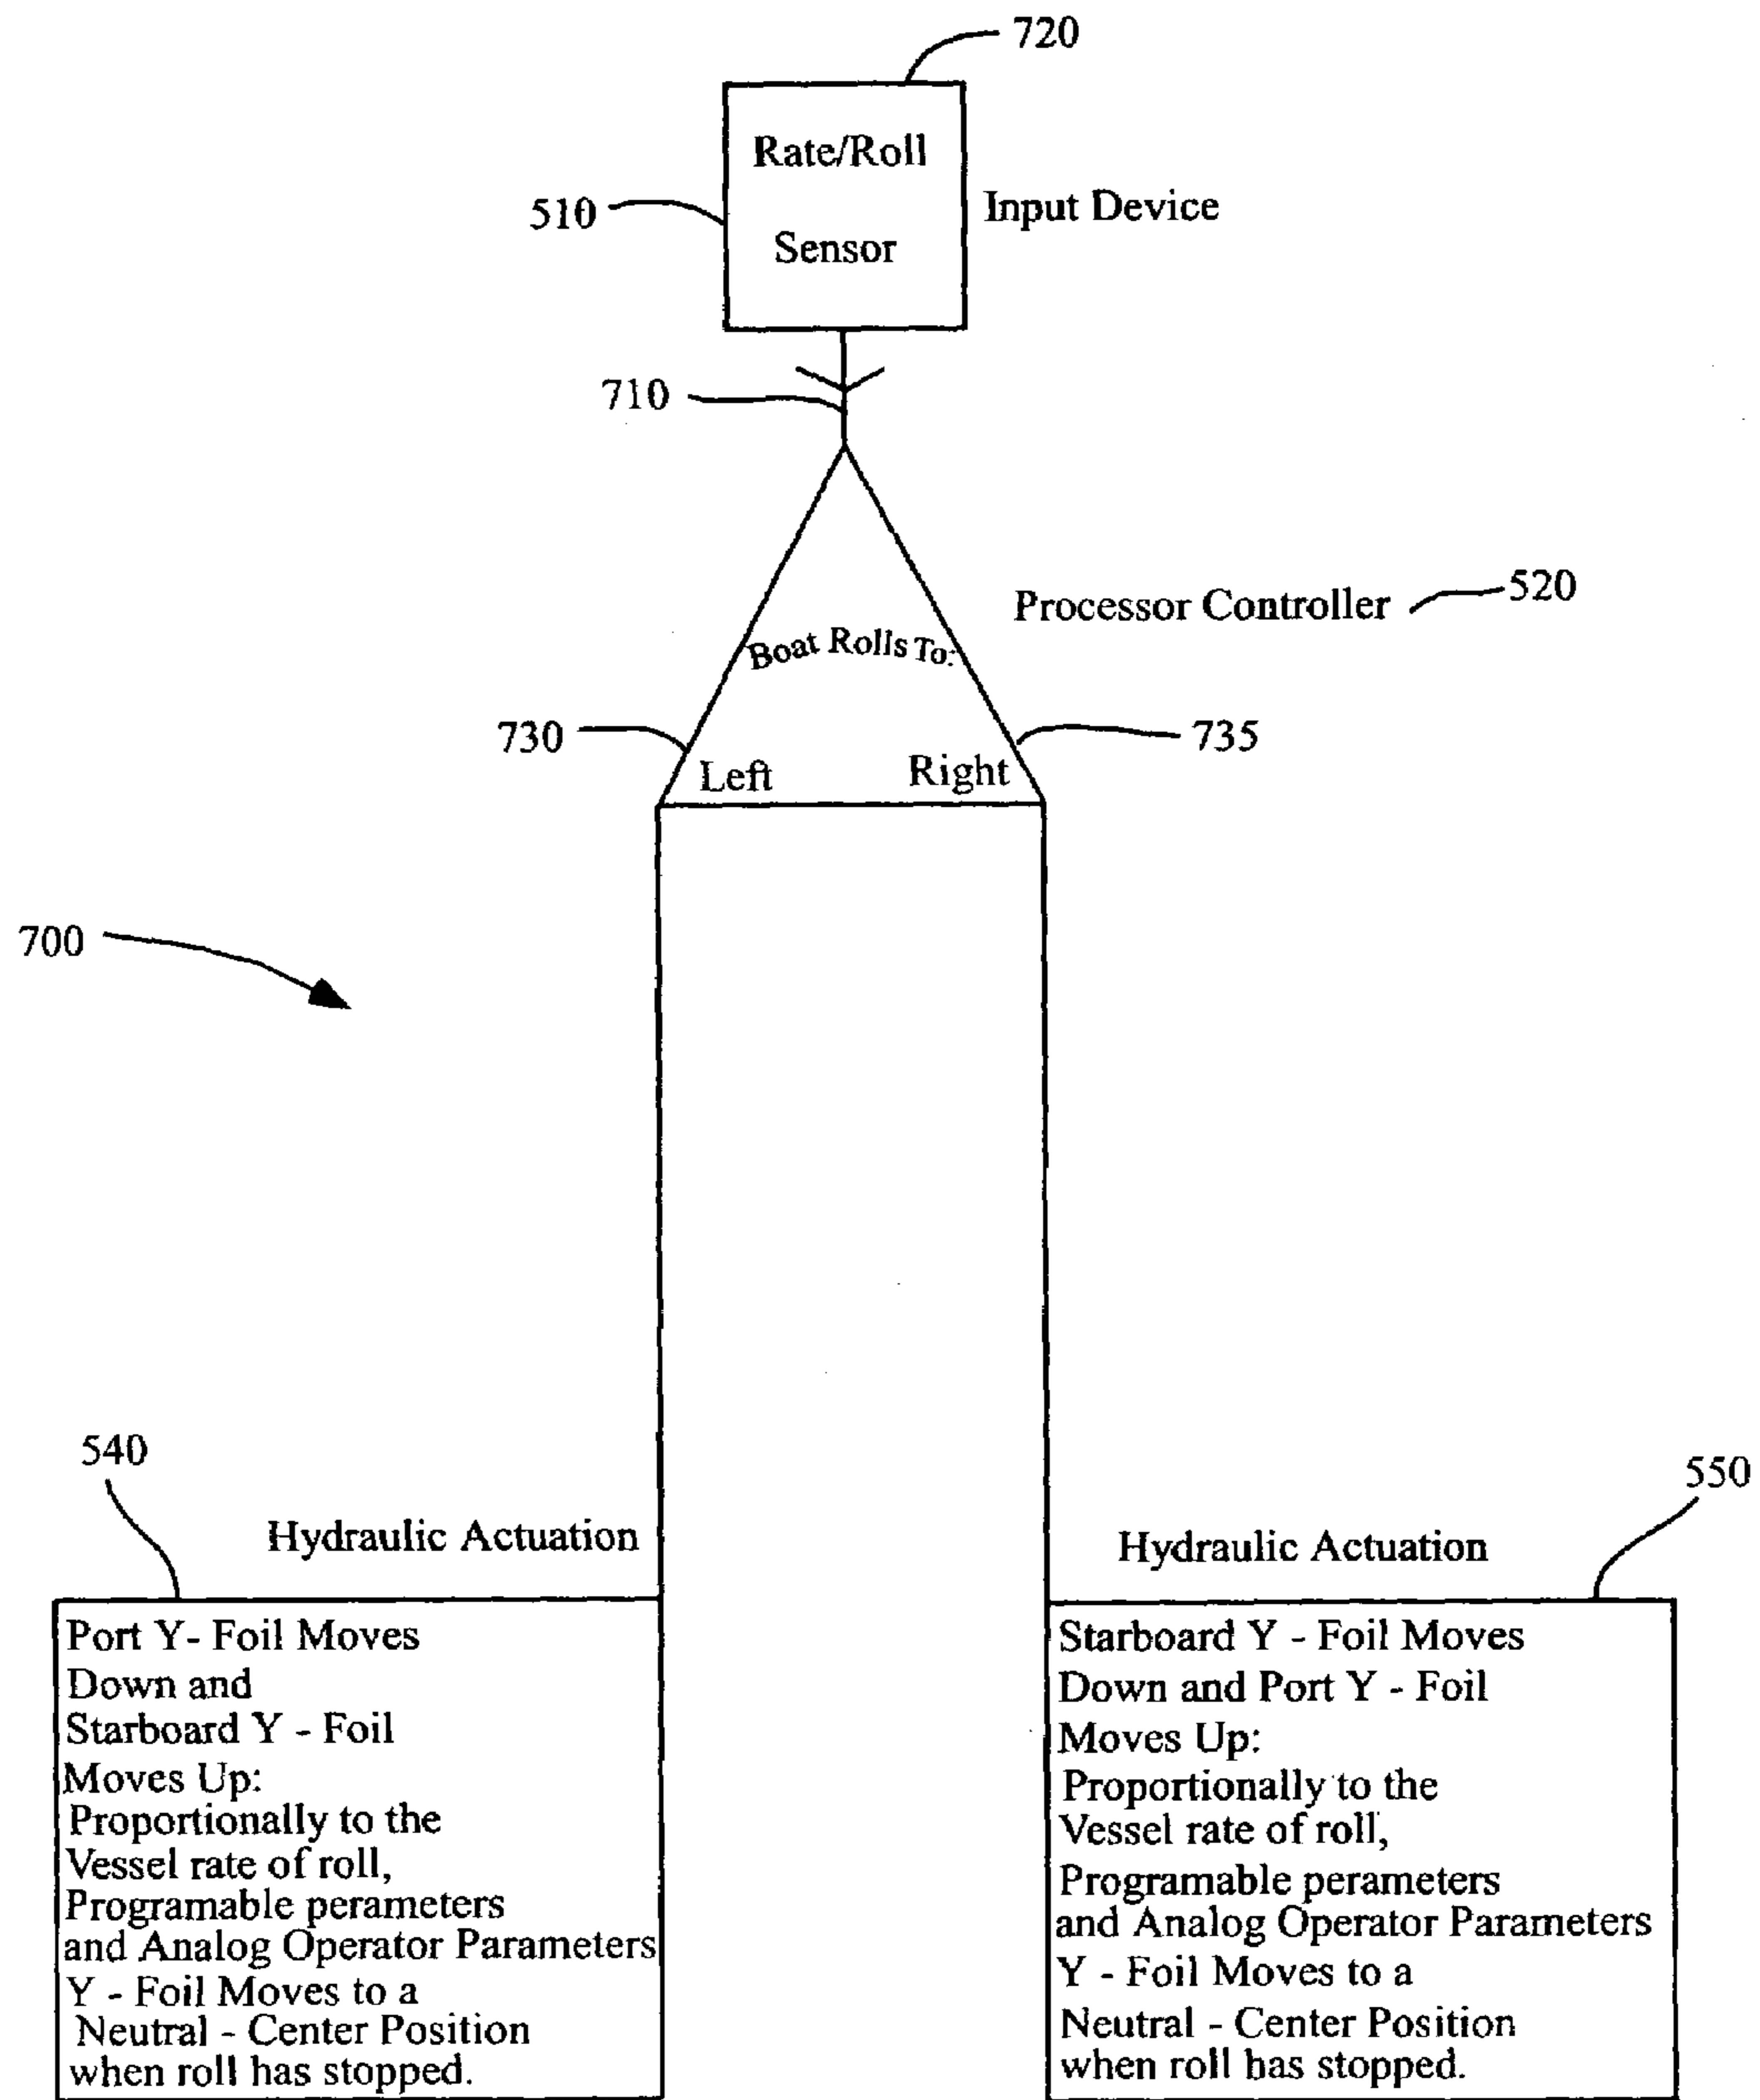 720
Rate/Roll
Sensor
510
Input Device
710
Processor Controller
520
Boat Rolls To:
730
735
Left
Right
700
540
550
Hydraulic Actuation
Hydraulic Actuation
Port Y- Foil Moves
Down and
Starboard Y - Foil
Moves Up:
Proportionally to the
Vessel rate of roll,
Programable perameters
and Analog Operator Parameters
Y - Foil Moves to a
Neutral - Center Position
when roll has stopped.
Starboard Y - Foil Moves
Down and Port Y - Foil
Moves Up:
Proportionally to the
Vessel rate of roll,
Programable perameters
and Analog Operator Parameters
Y - Foil Moves to a
Neutral - Center Position
when roll has stopped.